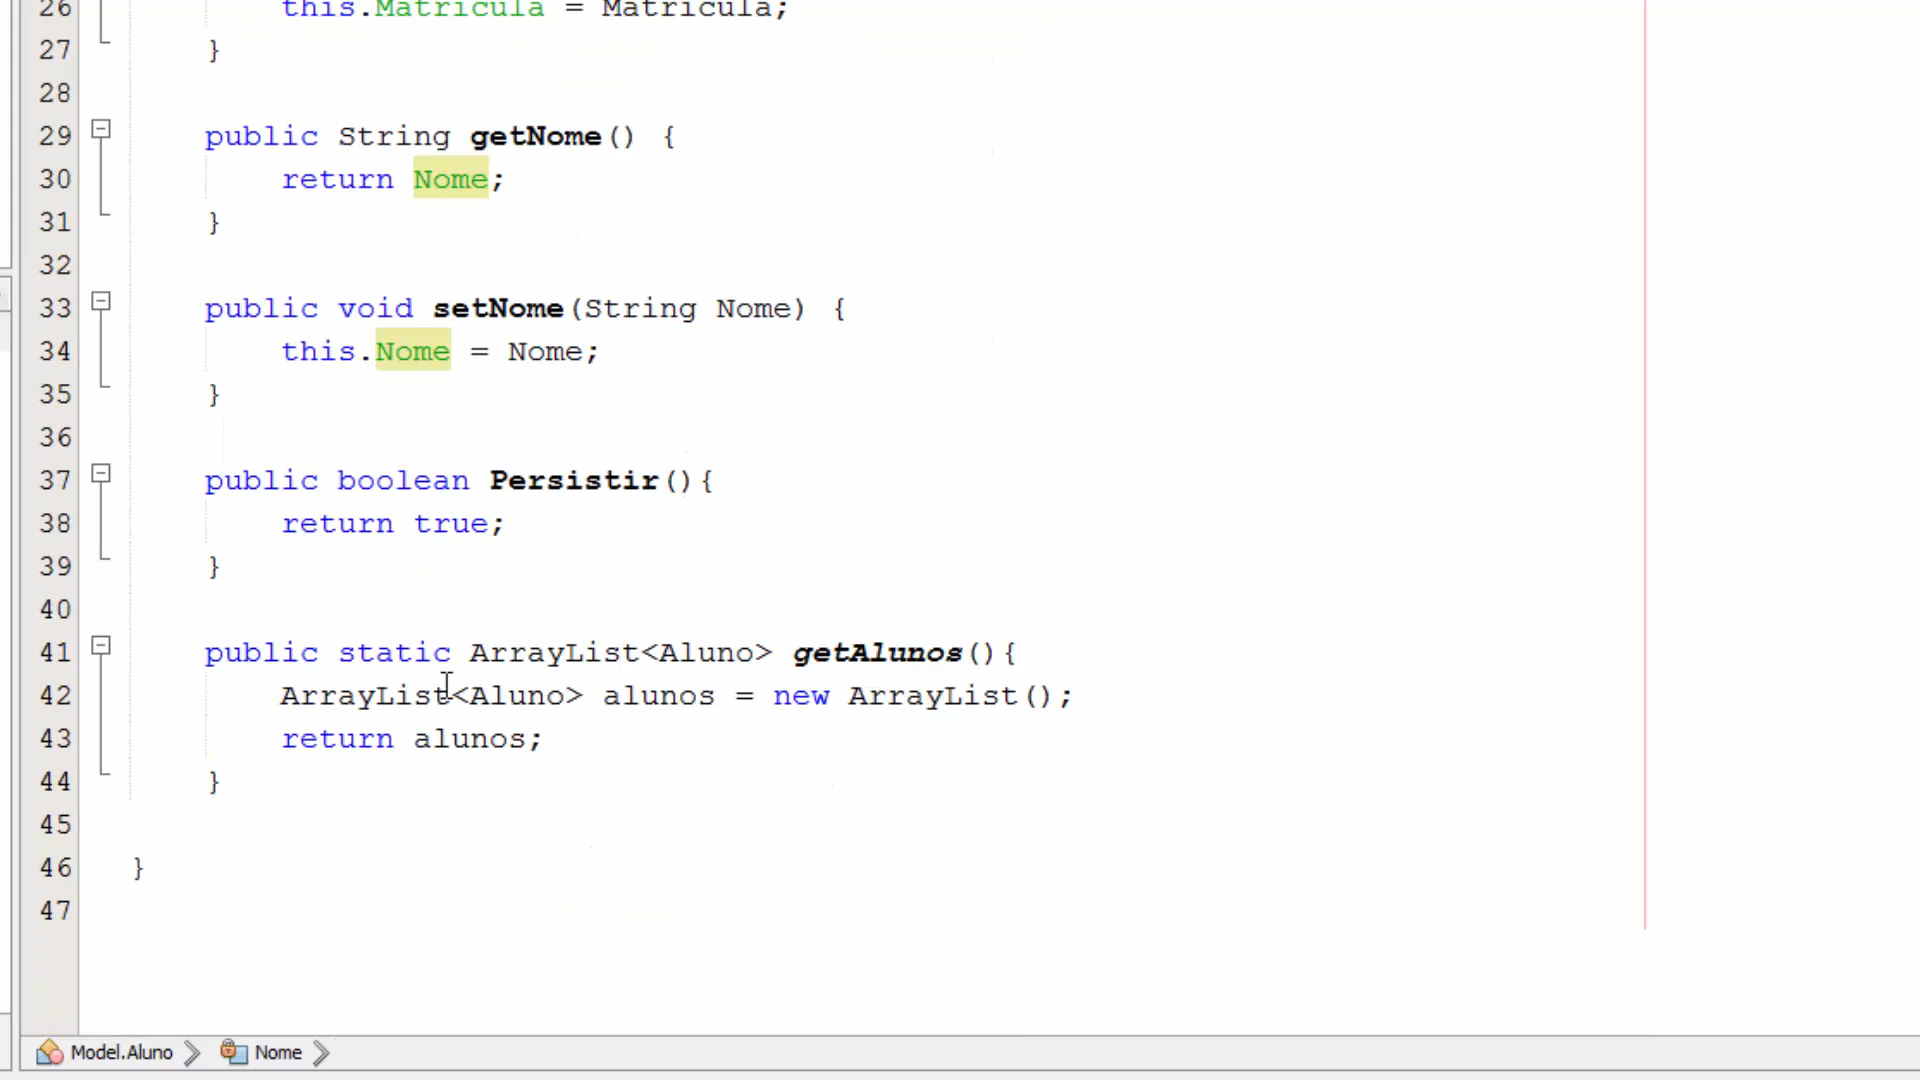 26 this.Matricula = Matricula;
27 }
28
29 public String getNome() {
30 return Nome;
31 }
32
33 public void setNome(String Nome) {
34 this.Nome = Nome;
35 }
36
37 public boolean Persistir(){
38 return true;
39 }
40
41 public static ArrayList<Aluno> getAlunos(){
42 ArrayList<Aluno> alunos = new ArrayList();
43 return alunos;
44 }
45
46 }
47
Model.Aluno Nome